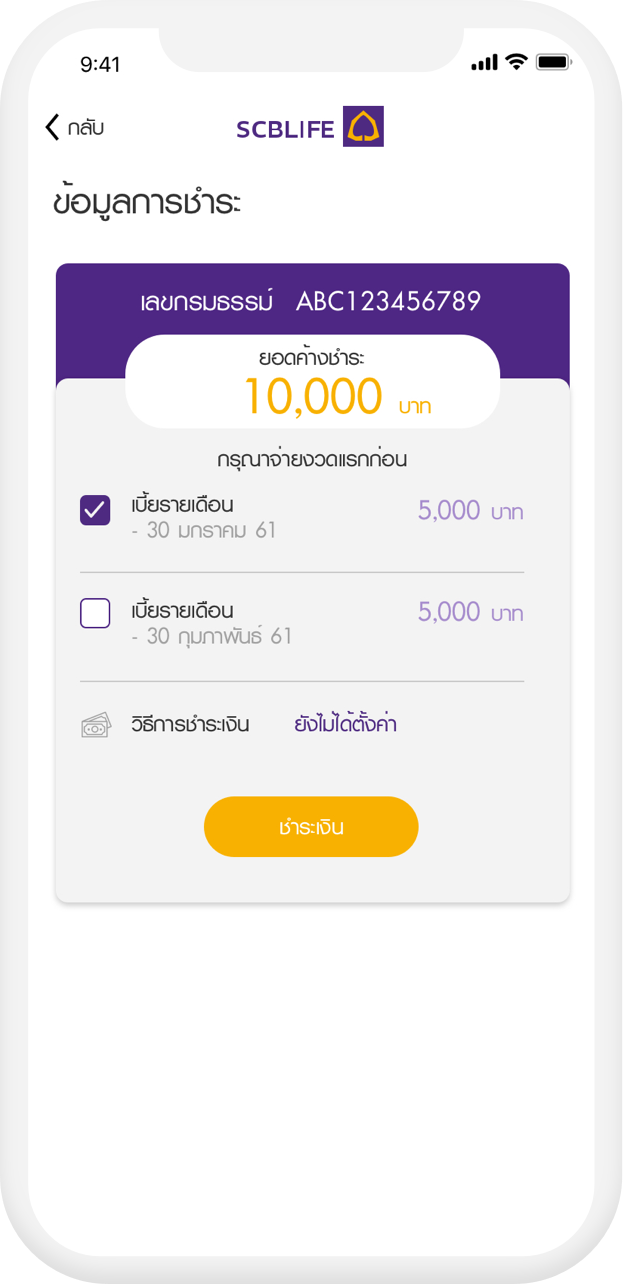 9:41
กลับ
SCBLIFE
ข้อมูลการชำระ
เลขกรมธรรม์ ABC123456789
ยอดค้างชำระ
10,000 บาท
กรุณาจ่ายงวดแรกก่อน
เบี้ยรายเดือน 5,000 บาท
- 30 มกราคม 61
เบี้ยรายเดือน 5,000 บาท
- 30 กุมภาพันธ์ 61
วิธีการชำระเงิน ยังไม่ได้ตั้งค่า
ชำระเงิน